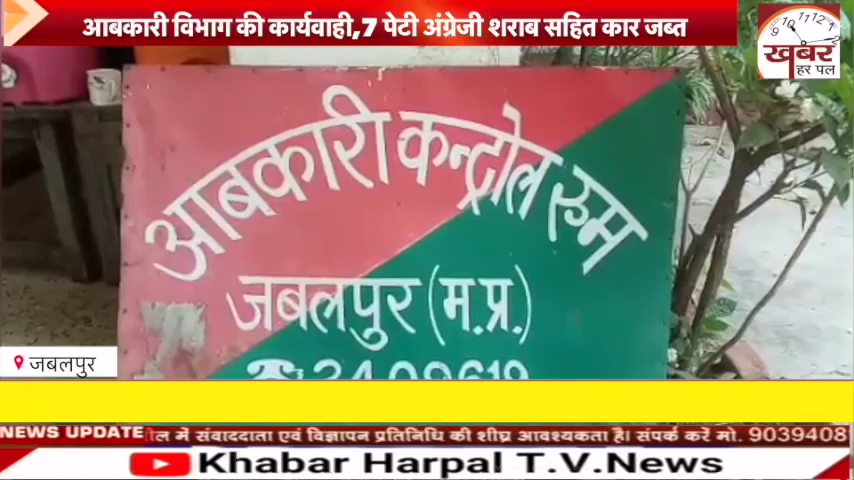 आबकारी विभाग की कार्यवाही,7 पेटी अंग्रेजी शराब सहित कार जब्त
खबर
हर पल
आबकारी कन्ट्रोल रूम
जबलपुर (म.प्र.)
जबलपुर
NEWS UPDATE
में संवाददाता एवं विज्ञापन प्रतिनिधि की शीघ्र आवश्यकता है। संपर्क करें मो. 9039408
Khabar Harpal T.V.News